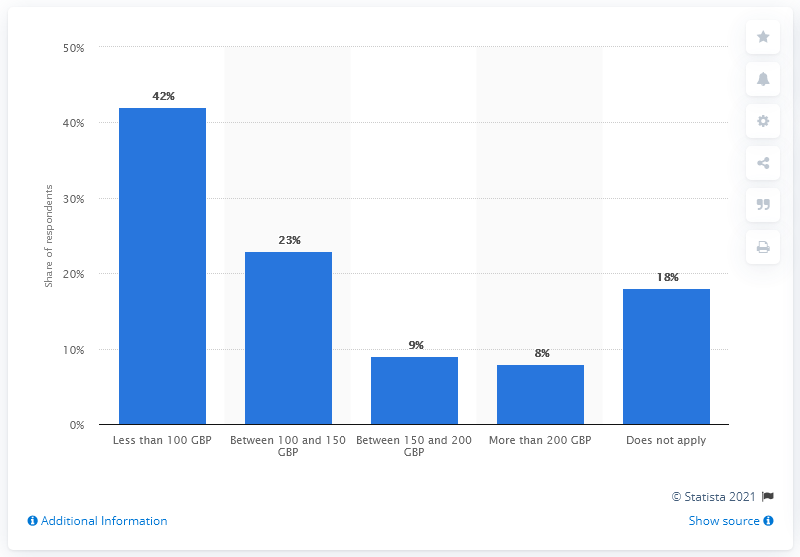 50%
40%
30%
20%
10%
0%
Share of respondents
42%
23%
9%
8%
18%
Less than 100 GBP
Between 100 and 150
GBP
Between 150 and 200
GBP
More than 200 GBP
Does not apply
© Statista 2021
Additional Information
Show source